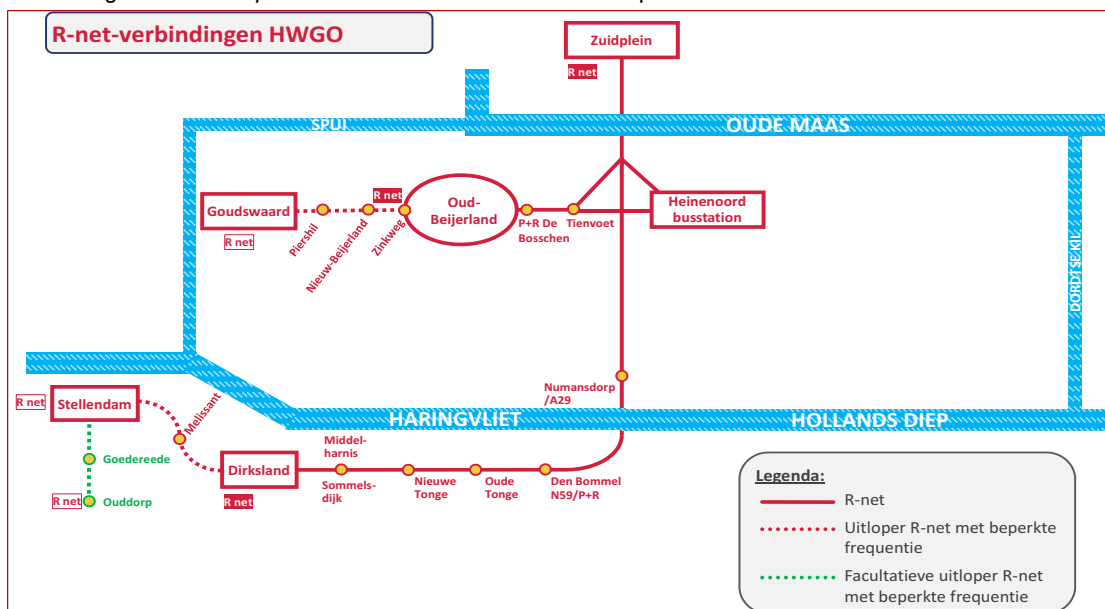 R-net-verbindingen HWGO
Zuidplein
R net
SPUI
OUDE MAAS
Goudswaard
R net
Piershil
Nieuw-Beijerland
Zinkweg
R net
Oud-
Beijerland
P+R De
Bosschen
Tienvoet
Heinenoord
busstation
DORDTSE KIL
Numansdorp
/A29
HARINGVLIET
HOLLANDS DIEP
R net
Stellendam
Melissant
Goedereede
R net
Ouddorp
Dirksland
R net
Middel-
harnis
Sommels-
dijk
Nieuwe
Tonge
Oude
Tonge
Den Bommel
N59/P+R
Legenda:
R-net
Uitloper R-net met beperkte
frequentie
Facultatieve uitloper R-net
met beperkte frequentie